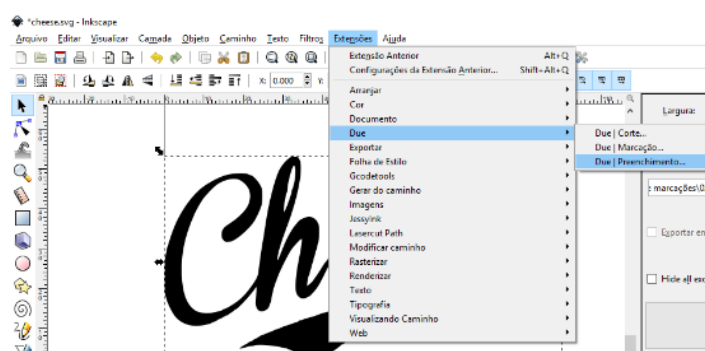 *cheese.svg - Inkscape
Arquivo Editar Visualizar Camada Objeto Caminho Texto Filtros Extensões Ajuda
X: 0.000
Extensão Anterior Alt+Q
Configurações da Extensão Anterior... Shift+Alt+Q
Arranjar
Cor
Documento
Due
Exportar
Folha de Estilo
Gcodetools
Gerar do caminho
Imagens
Jessyink
Lasercut Path
Modificar caminho
Rasterizar
Renderizar
Texto
Tipografia
Visualizando Caminho
Web
Due | Corte...
Due | Marcação...
Due | Preenchimento...
Largura:
marcações\0
Exportar en
Hide all exc
Ch